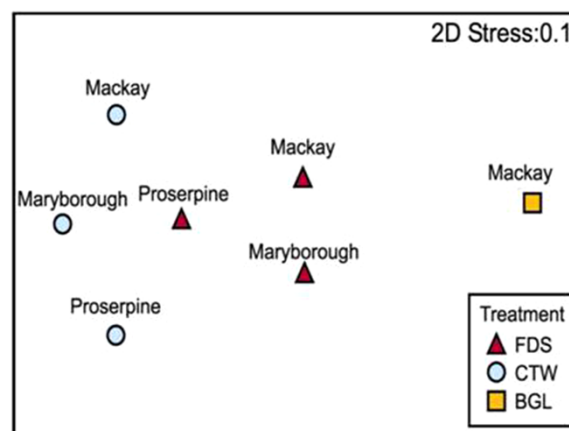 2D Stress:0.1
Mackay
Mackay
Mackay
Maryborough
Proserpine
Maryborough
Proserpine
Treatment
FDS
CTW
BGL